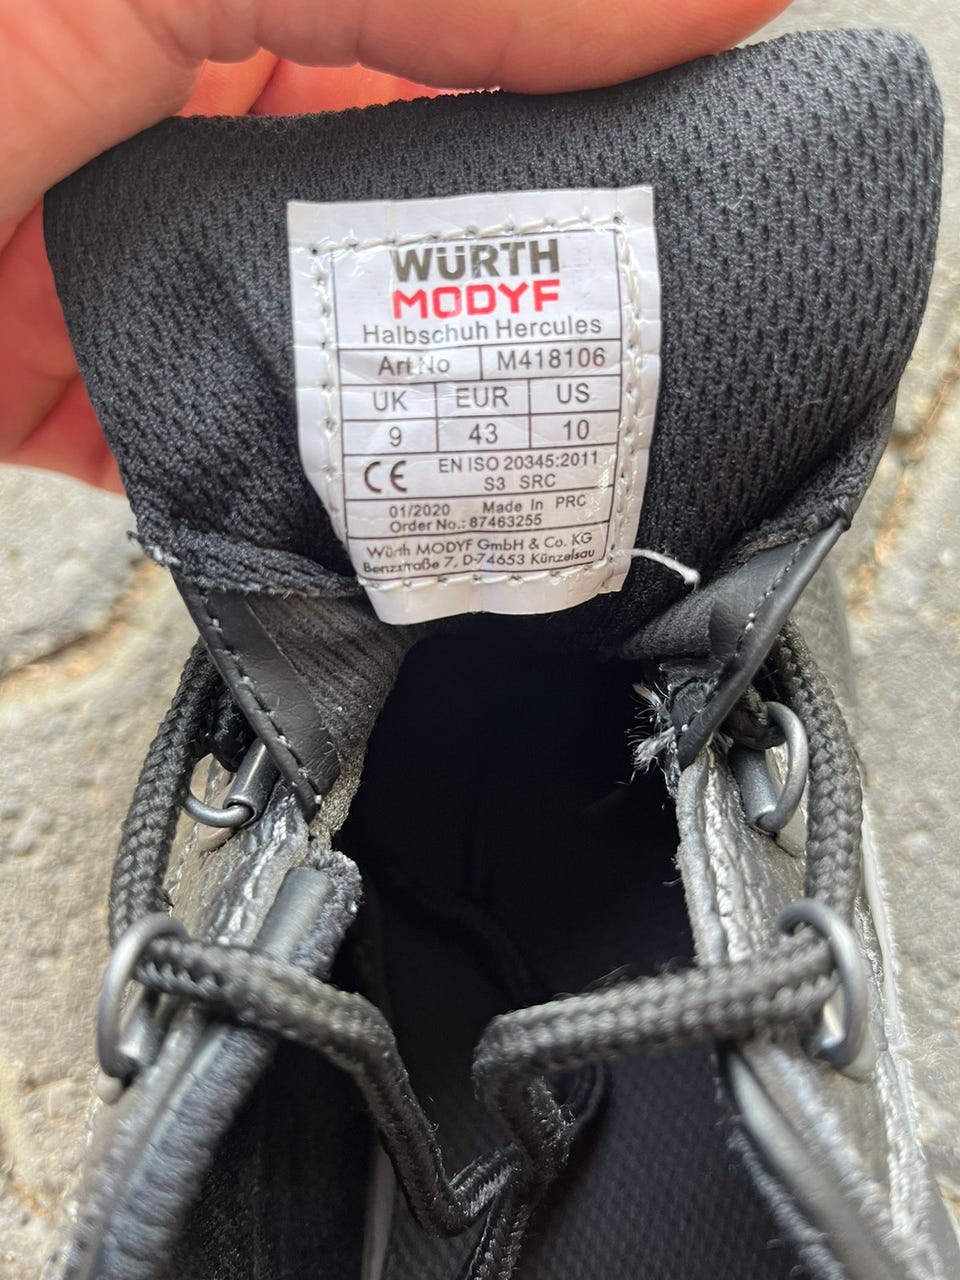 WÜRTH
MODYF
Halbschuh Hercules
Art No M418106
UK EUR US
9 43 10
CE EN ISO 20345:2011
S3 SRC
01/2020 Made In PRC
Order No.: 87463255
Würth MODYF GmbH & Co. KG
Benzstraße 7, D-74653 Künzelsau